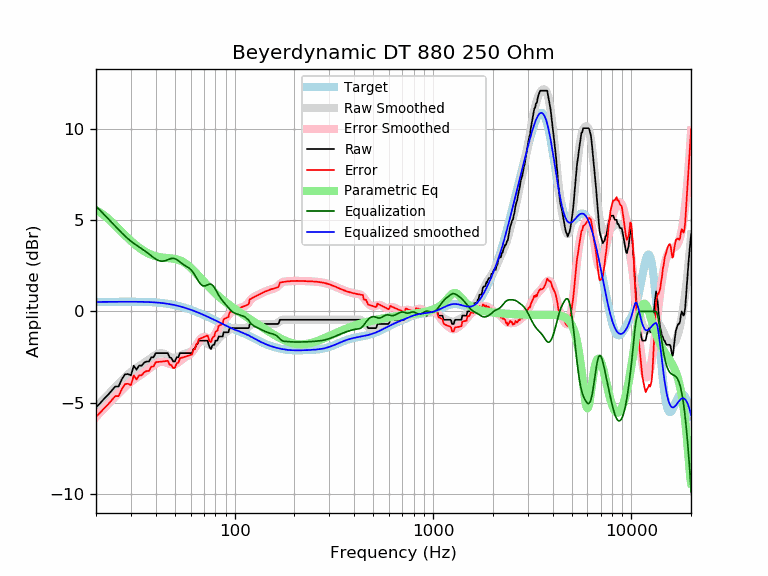 Beyerdynamic DT 880 250 Ohm
Target
Raw Smoothed
Error Smoothed
Raw
Error
Parametric Eq
Equalization
Equalized smoothed
10
5
0
−5
−10
Amplitude (dBr)
100
1000
10000
Frequency (Hz)